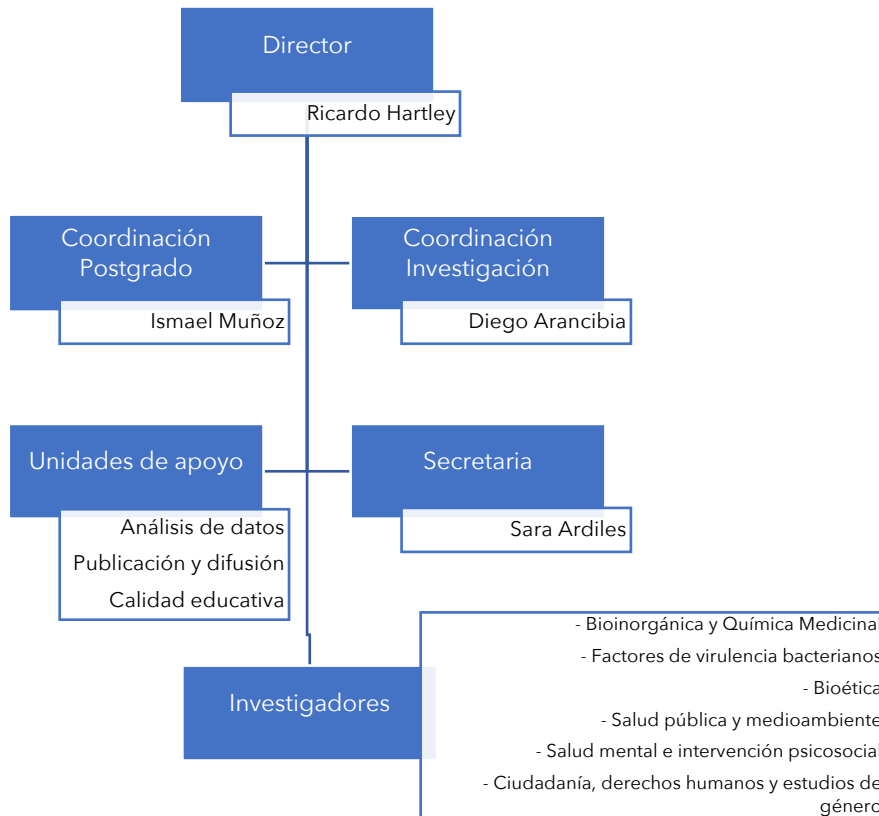 Director
Ricardo Hartley
Coordinación
Postgrado
Ismael Muñoz
Coordinación
Investigación
Diego Arancibia
Unidades de apoyo
Análisis de datos
Publicación y difusión
Calidad educativa
Secretaria
Sara Ardiles
Investigadores
- Bioinorgánica y Química Medicinal
- Factores de virulencia bacterianos
- Bioética
- Salud pública y medioambiente
- Salud mental e intervención psicosocial
- Ciudadanía, derechos humanos y estudios de
género